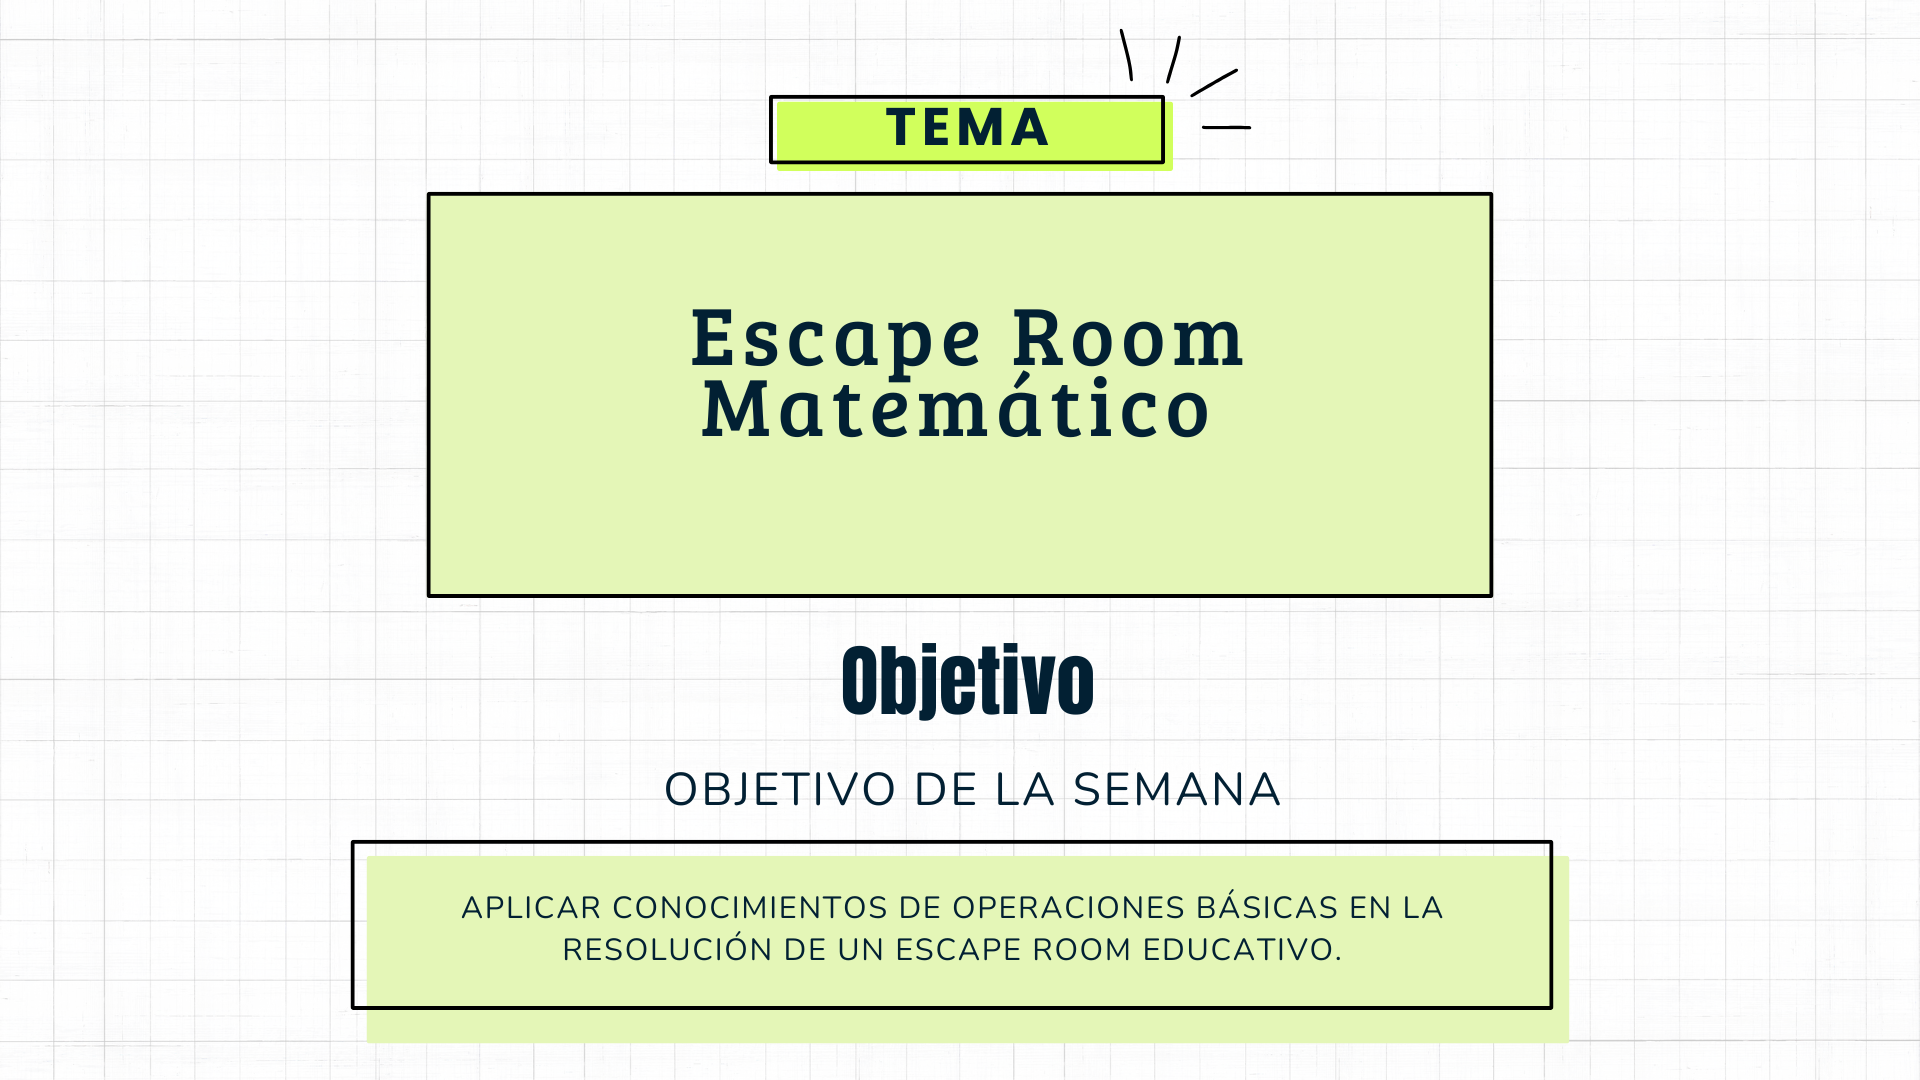 TEMA
Escape Room
Matemático
Objetivo
OBJETIVO DE LA SEMANA
APLICAR CONOCIMIENTOS DE OPERACIONES BÁSICAS EN LA
RESOLUCIÓN DE UN ESCAPE ROOM EDUCATIVO.